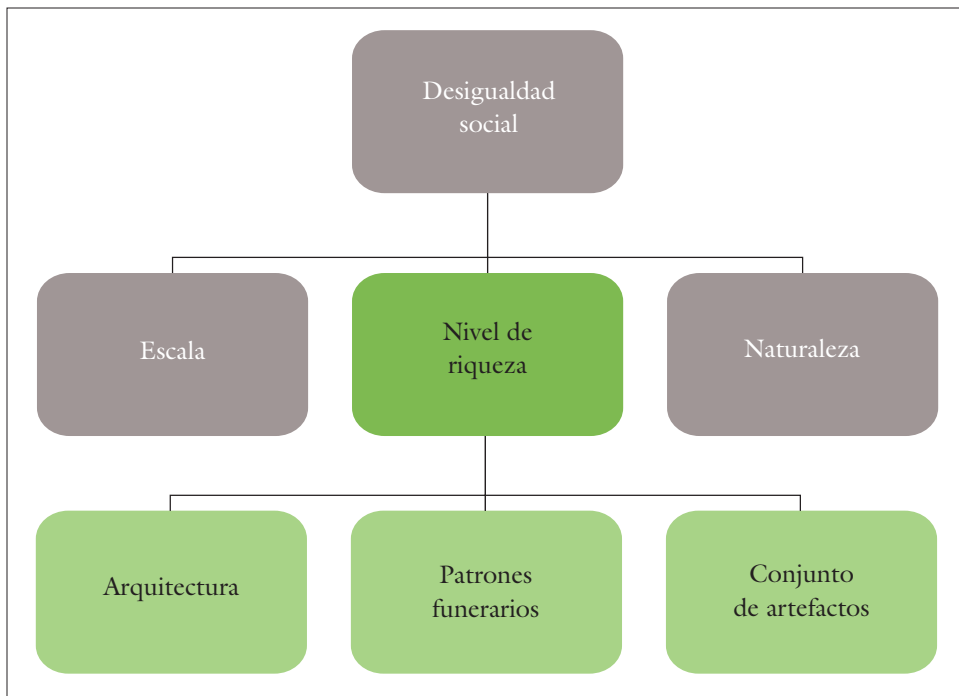 Desigualdad
social
Escala
Nivel de
riqueza
Naturaleza
Arquitectura
Patrones
funerarios
Conjunto
de artefactos